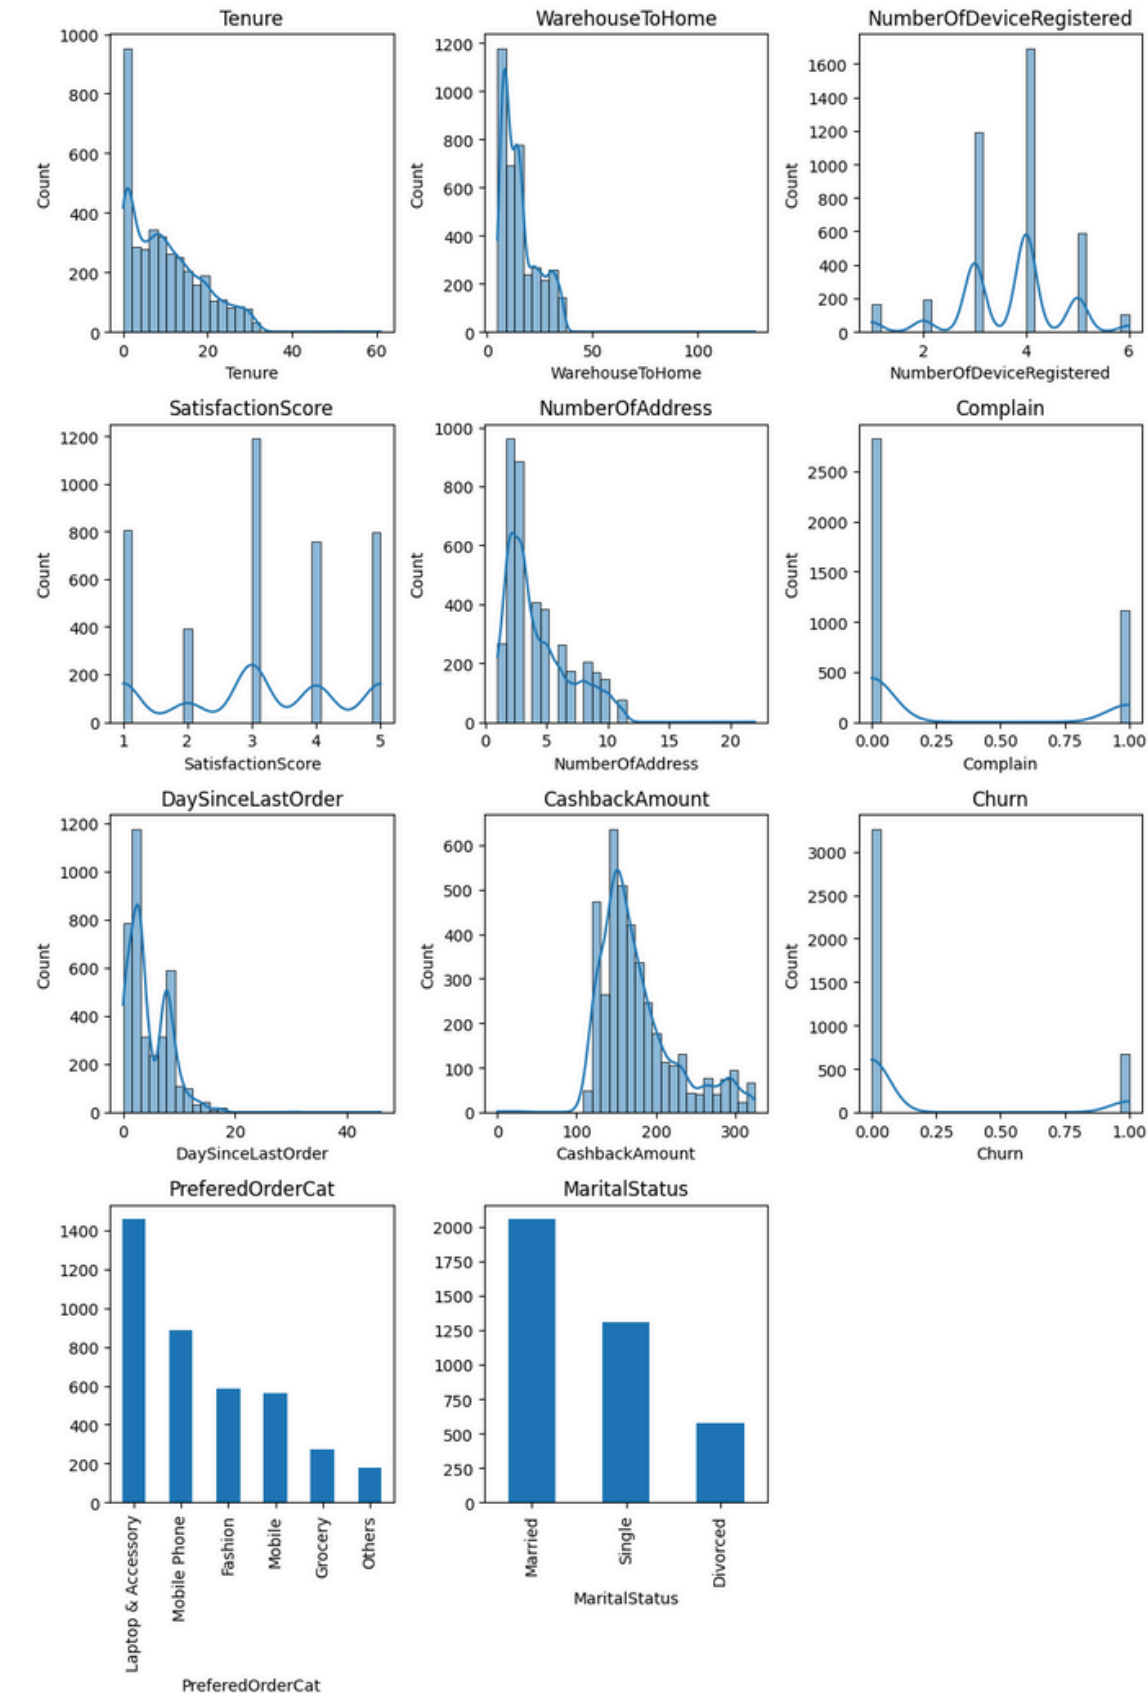 Tenure
1000
800
600
400
200
0
Count
0 20 40 60
Tenure
WarehouseToHome
1200
1000
800
600
400
200
0
Count
0 50 100
WarehouseToHome
NumberOfDeviceRegistered
1600
1400
1200
1000
800
600
400
200
0
Count
2 4 6
NumberOfDeviceRegistered
SatisfactionScore
1200
1000
800
600
400
200
0
Count
1 2 3 4 5
SatisfactionScore
NumberOfAddress
1000
800
600
400
200
0
Count
0 5 10 15 20
NumberOfAddress
Complain
2500
2000
1500
1000
500
0
Count
0.00 0.25 0.50 0.75 1.00
Complain
DaySinceLastOrder
1200
1000
800
600
400
200
0
Count
0 20 40
DaySinceLastOrder
CashbackAmount
600
500
400
300
200
100
0
Count
0 100 200 300
CashbackAmount
Churn
3000
2500
2000
1500
1000
500
0
Count
0.00 0.25 0.50 0.75 1.00
Churn
PreferedOrderCat
1400
1200
1000
800
600
400
200
0
Laptop & Accessory
Mobile Phone
Fashion
Mobile
Grocery
Others
PreferedOrderCat
MaritalStatus
2000
1750
1500
1250
1000
750
500
250
0
Married
Single
Divorced
MaritalStatus